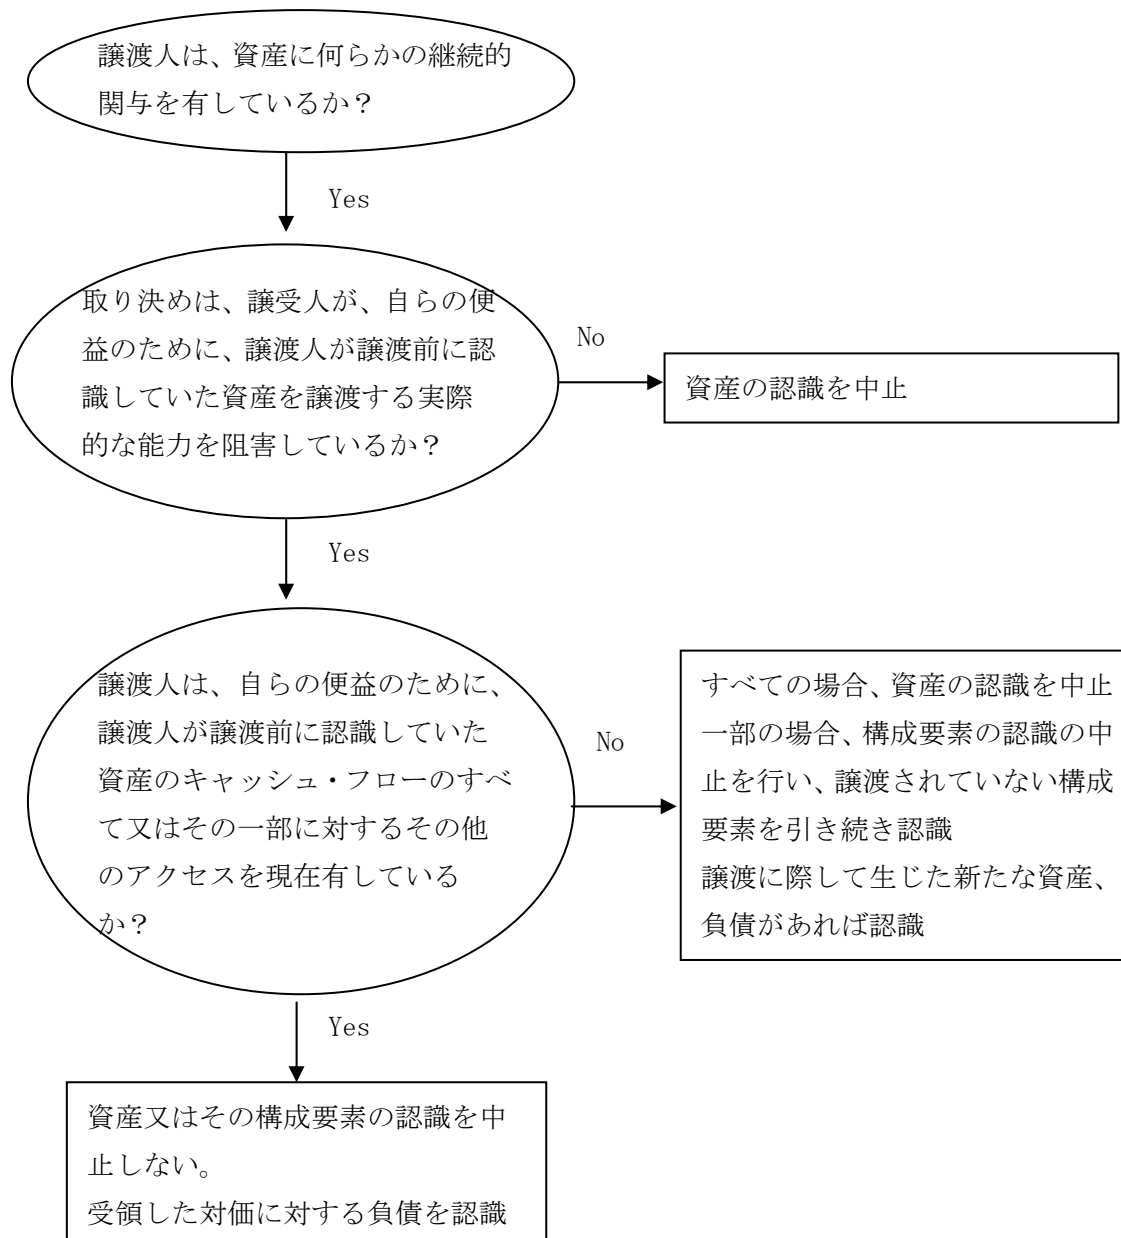 譲渡人は、資産に何らかの継続的
関与を有しているか？
Yes
取り決めは、譲受人が、自らの便
益のために、譲渡人が譲渡前に認
識していた資産を譲渡する実際
的な能力を阻害しているか？
No
資産の認識を中止
Yes
譲渡人は、自らの便益のために、
譲渡人が譲渡前に認識していた
資産のキャッシュ・フローのすべ
て又はその一部に対するその他
のアクセスを現在有している
か？
No
すべての場合、資産の認識を中止
一部の場合、構成要素の認識の中
止を行い、譲渡されていない構成
要素を引き続き認識
譲渡に際して生じた新たな資産、
負債があれば認識
Yes
資産又はその構成要素の認識を中
止しない。
受領した対価に対する負債を認識